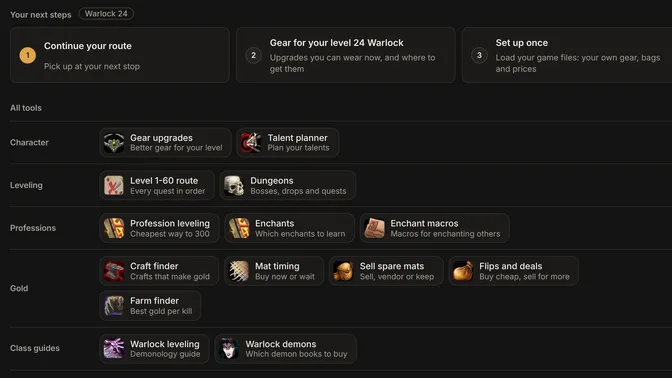 Your next steps Warlock 24
1 Continue your route
Pick up at your next stop
2 Gear for your level 24 Warlock
Upgrades you can wear now, and where to
get them
3 Set up once
Load your game files: your own gear, bags
and prices
All tools
Character
Gear upgrades
Better gear for your level
Talent planner
Plan your talents
Leveling
Level 1-60 route
Every quest in order
Dungeons
Bosses, drops and quests
Professions
Profession leveling
Cheapest way to 300
Enchants
Which enchants to learn
Enchant macros
Macros for enchanting others
Gold
Craft finder
Crafts that make gold
Mat timing
Buy now or wait
Sell spare mats
Sell, vendor or keep
Flips and deals
Buy cheap, sell for more
Farm finder
Best gold per kill
Class guides
Warlock leveling
Demonology guide
Warlock demons
Which demon books to buy